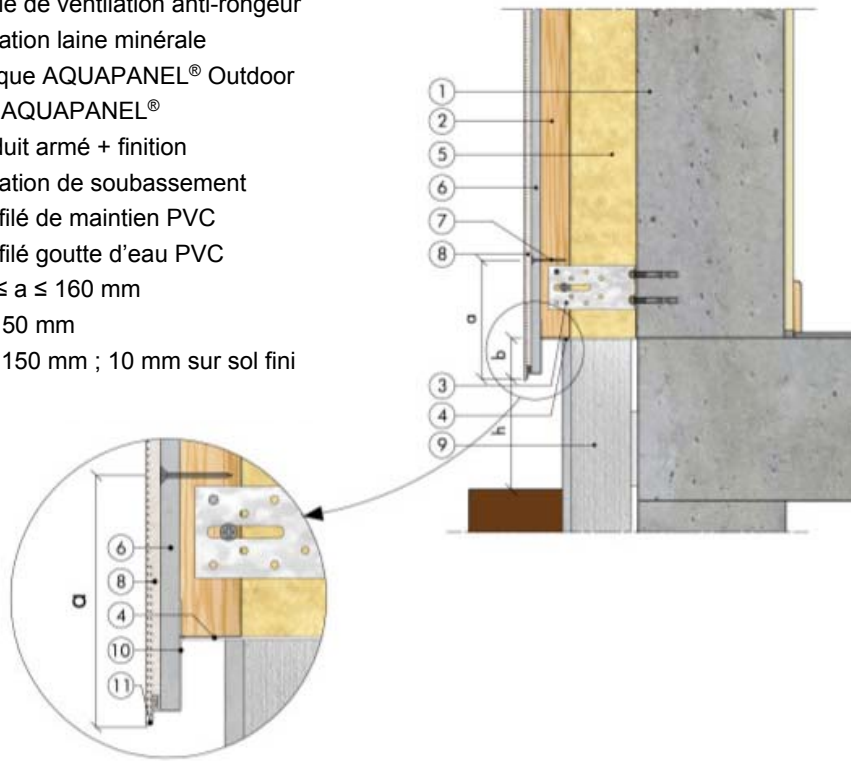 le de ventilation anti-rongeur
ation laine minérale
que AQUAPANEL® Outdoor
AQUAPANEL®
duit armé + finition
ation de soubassement
filé de maintien PVC
filé goutte d’eau PVC
≤ a ≤ 160 mm
50 mm
150 mm ; 10 mm sur sol fini
1
2
5
6
7
8
a
b
3
4
h
9
6
8
a
4
10
11